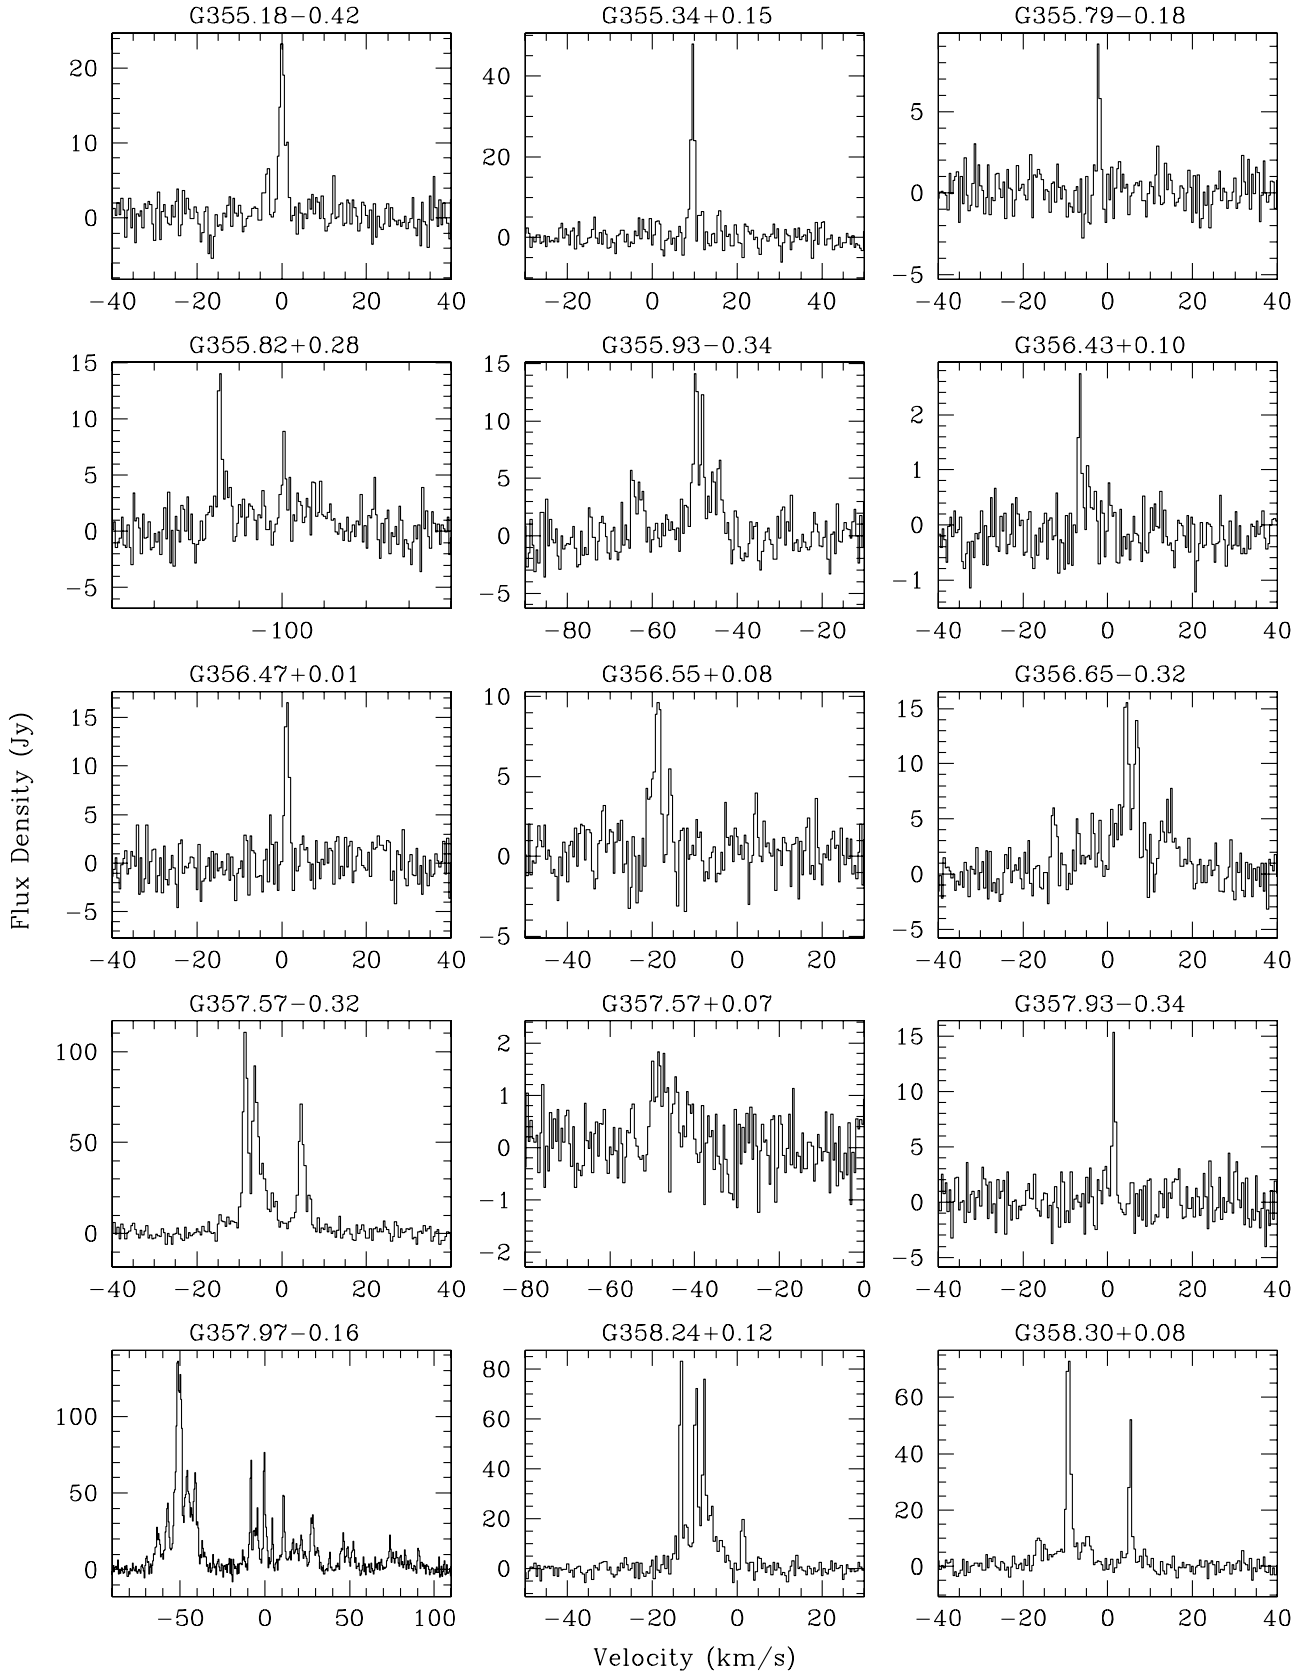 G355.18−0.42 G355.34+0.15 G355.79−0.18
20 40 5
10 20 0
0 0 −5
−40 −20 0 20 40 −20 0 20 40 −40 −20 0 20 40
G355.82+0.28 G355.93−0.34 G356.43+0.10
15 15 2
10 10 1
5 5 0
0 0 −1
−5 −5
−100 −80 −60 −40 −20 −40 −20 0 20 40
G356.47+0.01 G356.55+0.08 G356.65−0.32
15 10 15
10 5 10
5 0 5
0 −5 0
−5 −5
−40 −20 0 20 40 −40 −20 0 20 −40 −20 0 20 40
Flux Density (Jy)
G357.57−0.32 G357.57+0.07 G357.93−0.34
100 2 15
50 1 10
0 0 5
−1 0
−2 −5
−40 −20 0 20 40 −80 −60 −40 −20 0 −40 −20 0 20 40
G357.97−0.16 G358.24+0.12 G358.30+0.08
100 80 60
50 60 40
0 40 20
20 0
0
−50 0 50 100 −40 −20 0 20 −40 −20 0 20 40
Velocity (km/s)